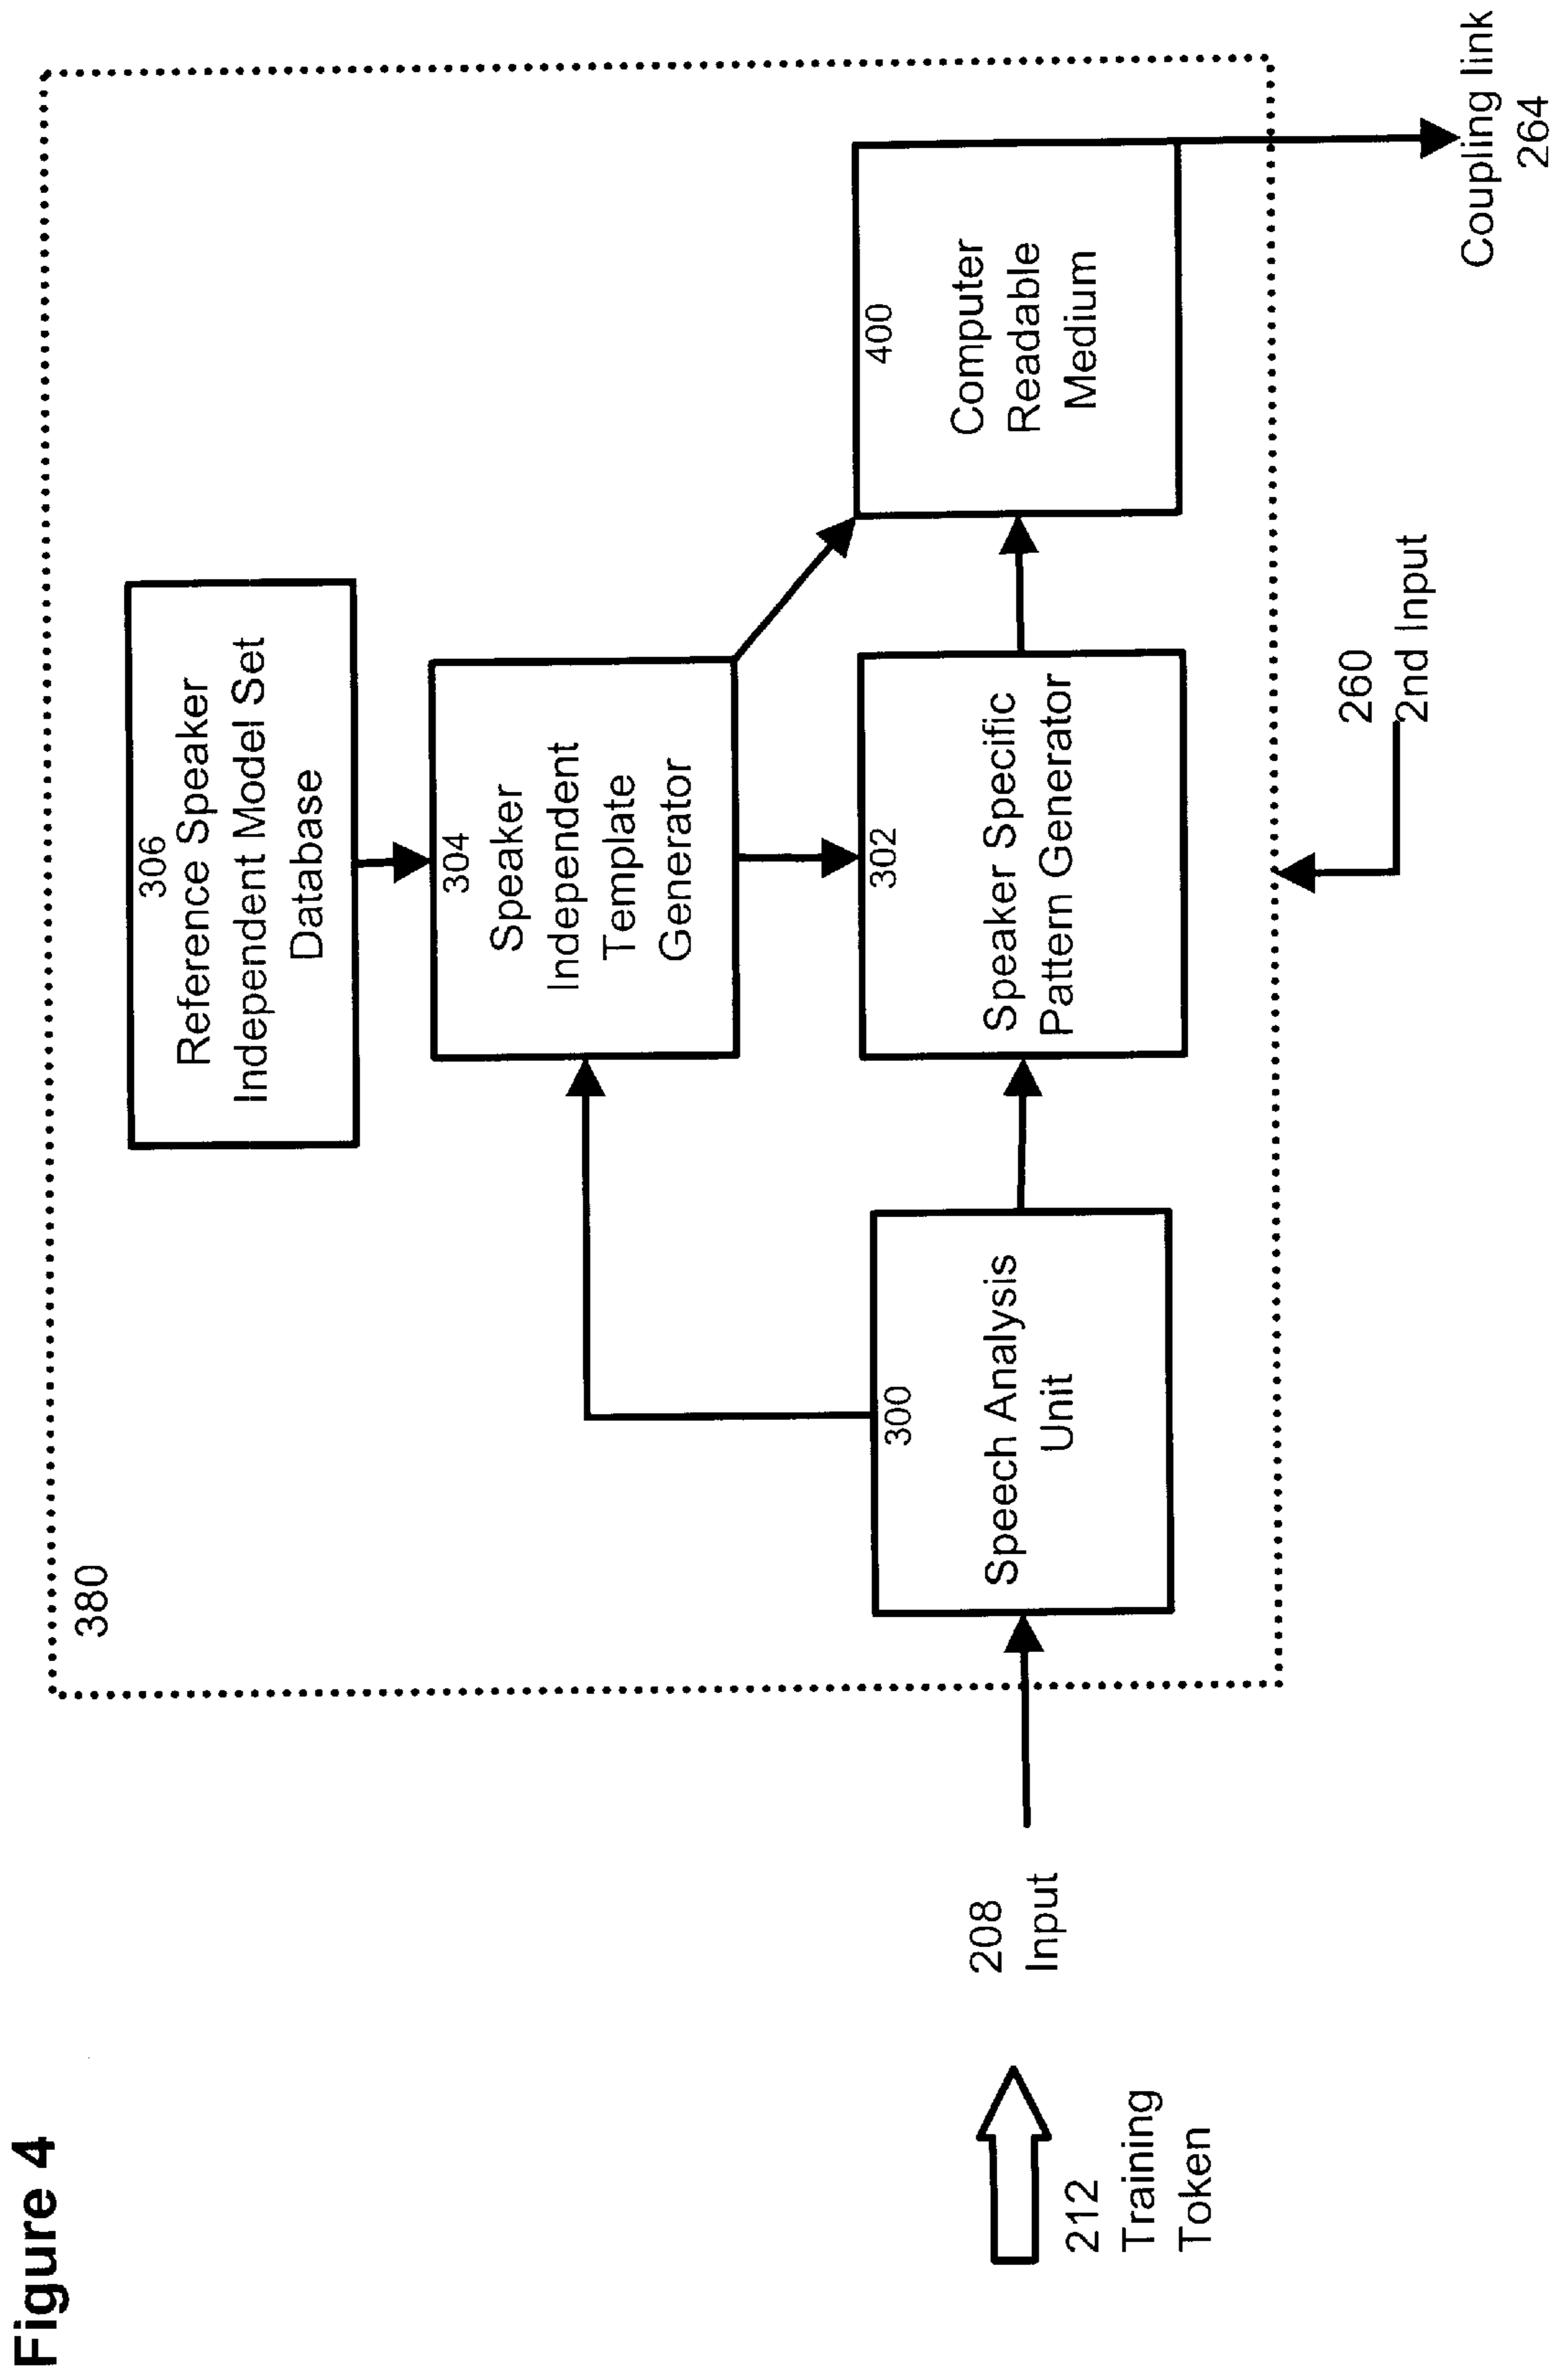 Figure 4
380
306
Reference Speaker
Independent Model Set
Database
304
Speaker
Independent
Template
Generator
400
Computer
Readable
Medium
300
Speech Analysis
Unit
302
Speaker Specific
Pattern Generator
208
Input
212
Training
Token
260
2nd Input
Coupling link
264